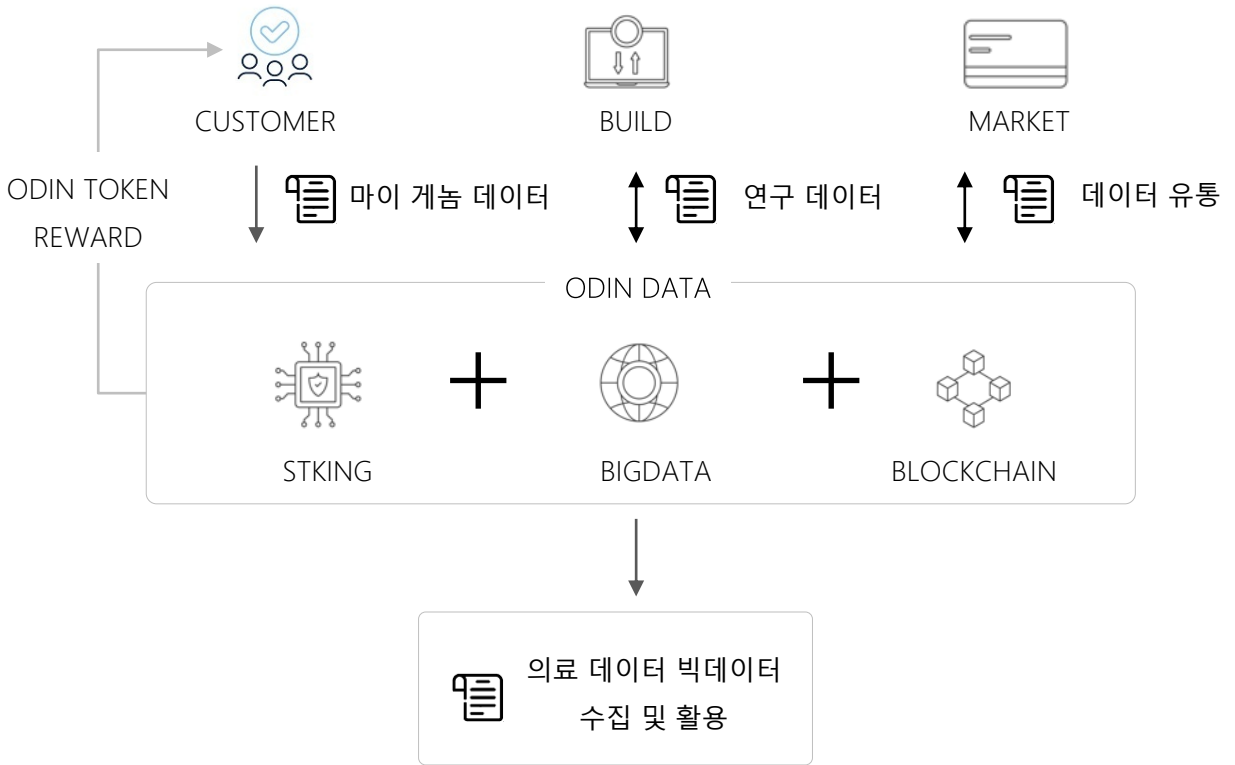 CUSTOMER
BUILD
MARKET
ODIN TOKEN
REWARD
마이 게놈 데이터
연구 데이터
데이터 유통
ODIN DATA
STKING
BIGDATA
BLOCKCHAIN
의료 데이터 빅데이터
수집 및 활용